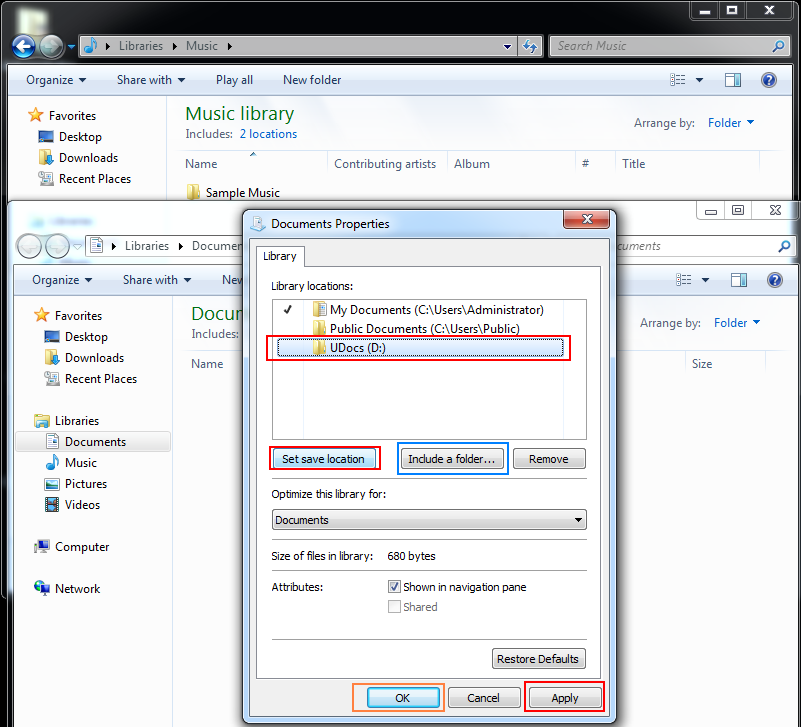 Libraries Music
Search Music
Organize Share with Play all New folder
Favorites
Desktop
Downloads
Recent Places
Music library
Includes: 2 locations
Arrange by: Folder
Name Contributing artists Album # Title
Sample Music
Libraries Documen
cuments
Organize Share with New
Favorites
Desktop
Downloads
Recent Places
Libraries
Documents
Music
Pictures
Videos
Computer
Network
Docum
Includes:
Arrange by: Folder
Name Size
Documents Properties
Library
Library locations:
My Documents (C:\Users\Administrator)
Public Documents (C:\Users\Public)
UDocs (D:)
Set save location Include a folder... Remove
Optimize this library for:
Documents
Size of files in library: 680 bytes
Attributes: Shown in navigation pane
Shared
Restore Defaults
OK Cancel Apply